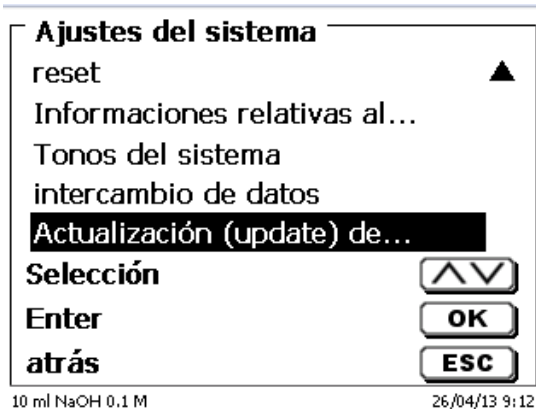 Ajustes del sistema
reset
Informaciones relativas al...
Tonos del sistema
intercambio de datos
Actualización (update) de...
Selección
Enter OK
atrás ESC
10 ml NaOH 0.1 M 26/04/13 9:12